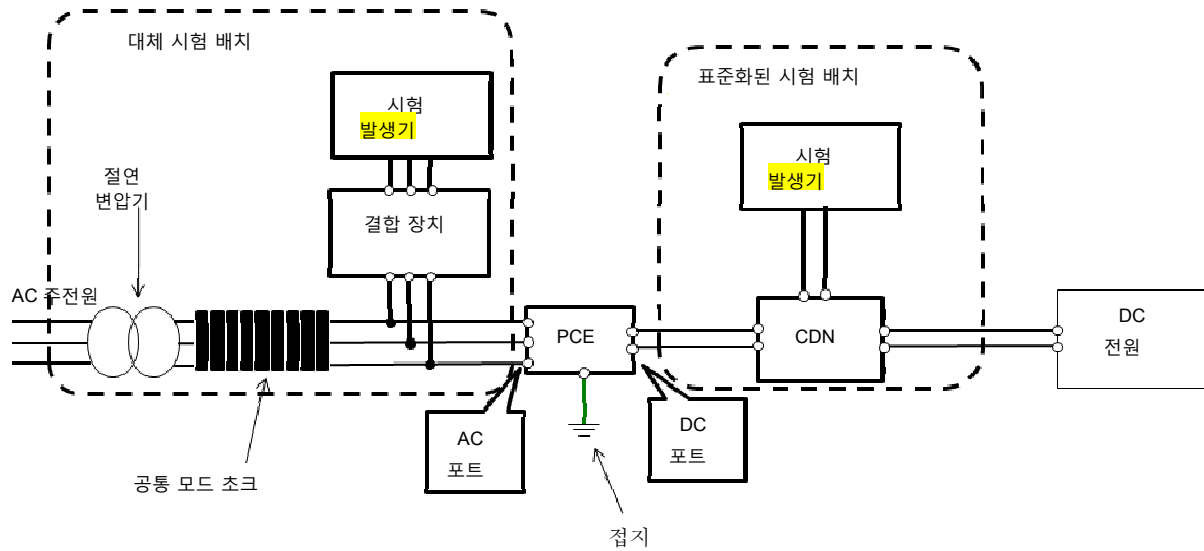 대체 시험 배치
표준화된 시험 배치
시험
발생기
시험
발생기
절연
변압기
결합 장치
AC 주전원
PCE
CDN
DC
전원
AC
포트
DC
포트
공통 모드 초크
접지